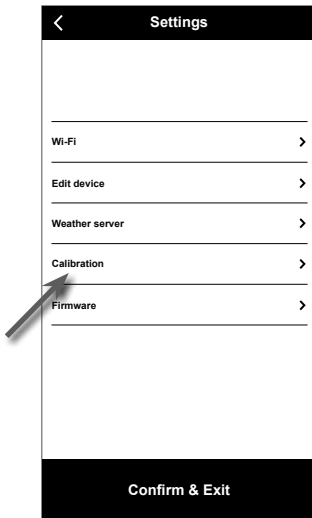 Settings
Wi-Fi
Edit device
Weather server
Calibration
Firmware
Confirm & Exit